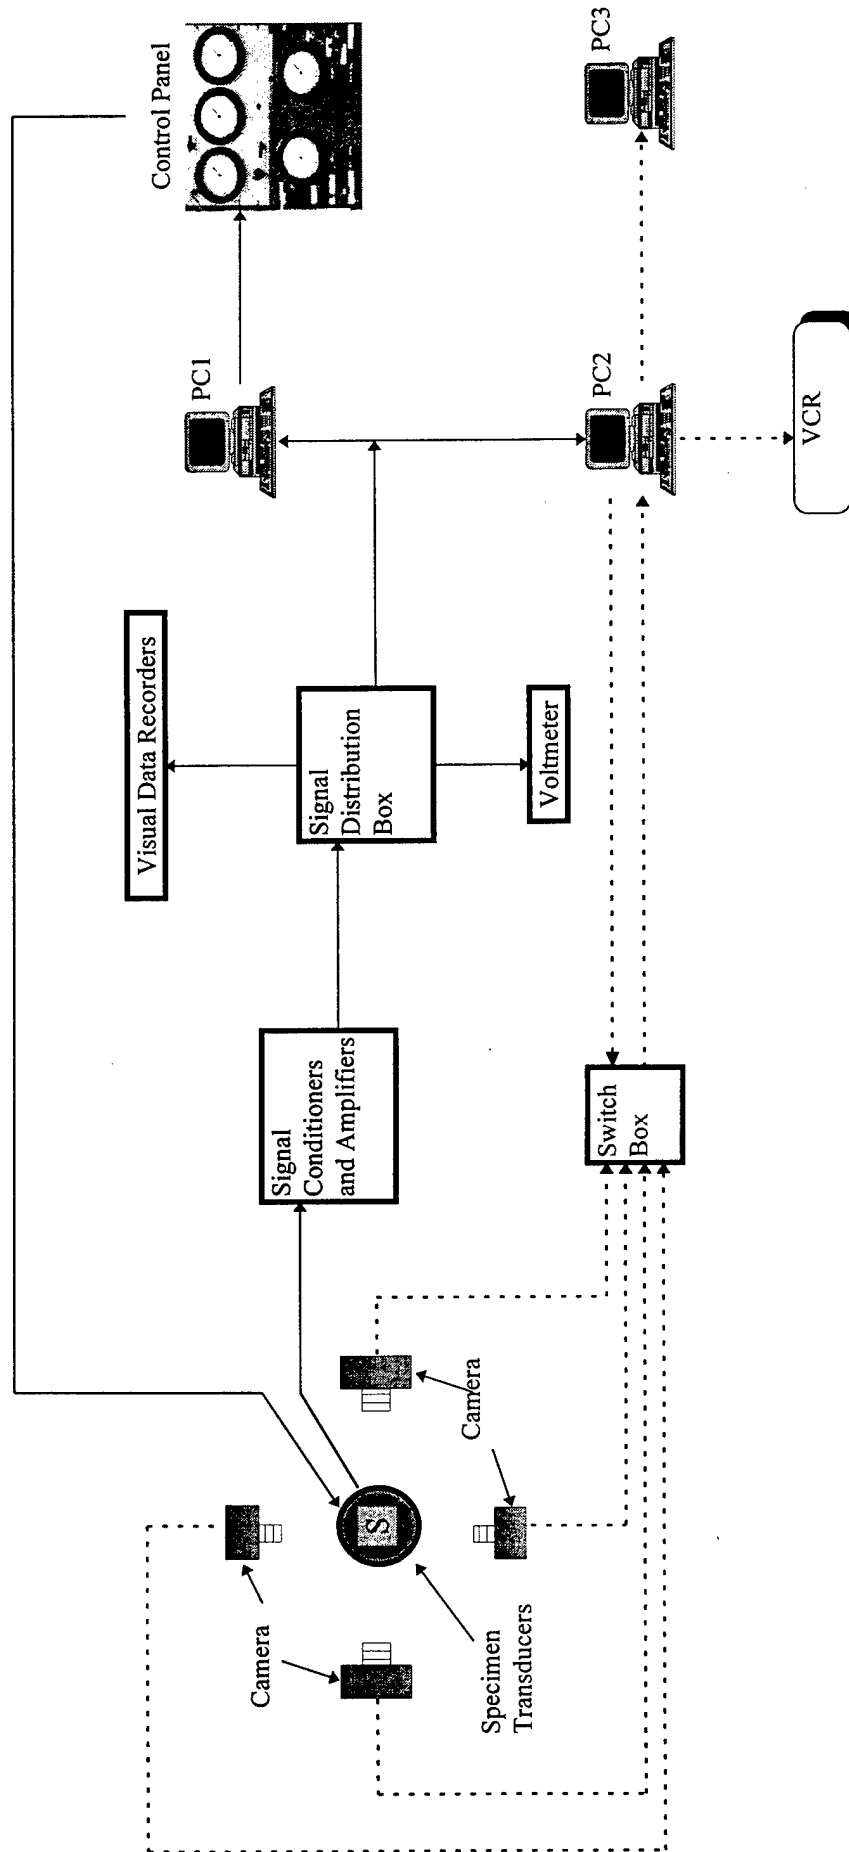 Control Panel
PC1
PC2
PC3
VCR
Visual Data Recorders
Signal
Distribution
Box
Voltmeter
Signal
Conditioners
and Amplifiers
Switch
Box
Camera
Camera
S
Specimen
Transducers